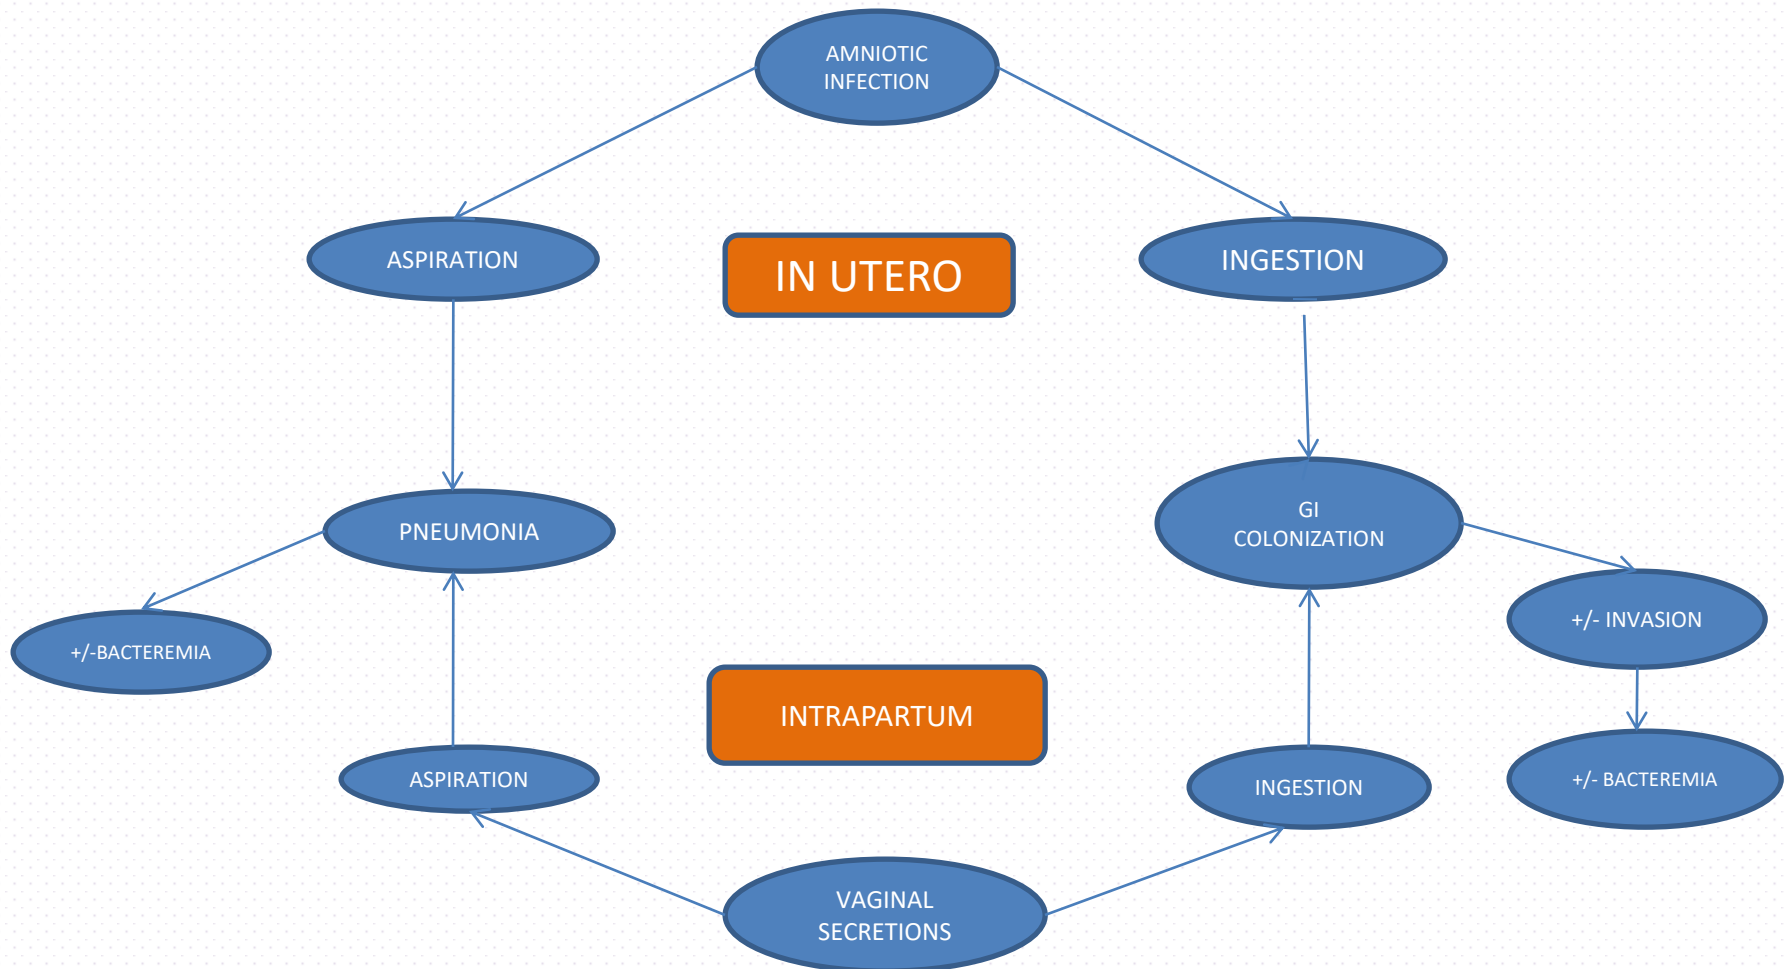 AMNIOTIC
INFECTION
ASPIRATION
IN UTERO
INGESTION
PNEUMONIA
GI
COLONIZATION
+/-BACTEREMIA
+/- INVASION
INTRAPARTUM
ASPIRATION
INGESTION
+/- BACTEREMIA
VAGINAL
SECRETIONS